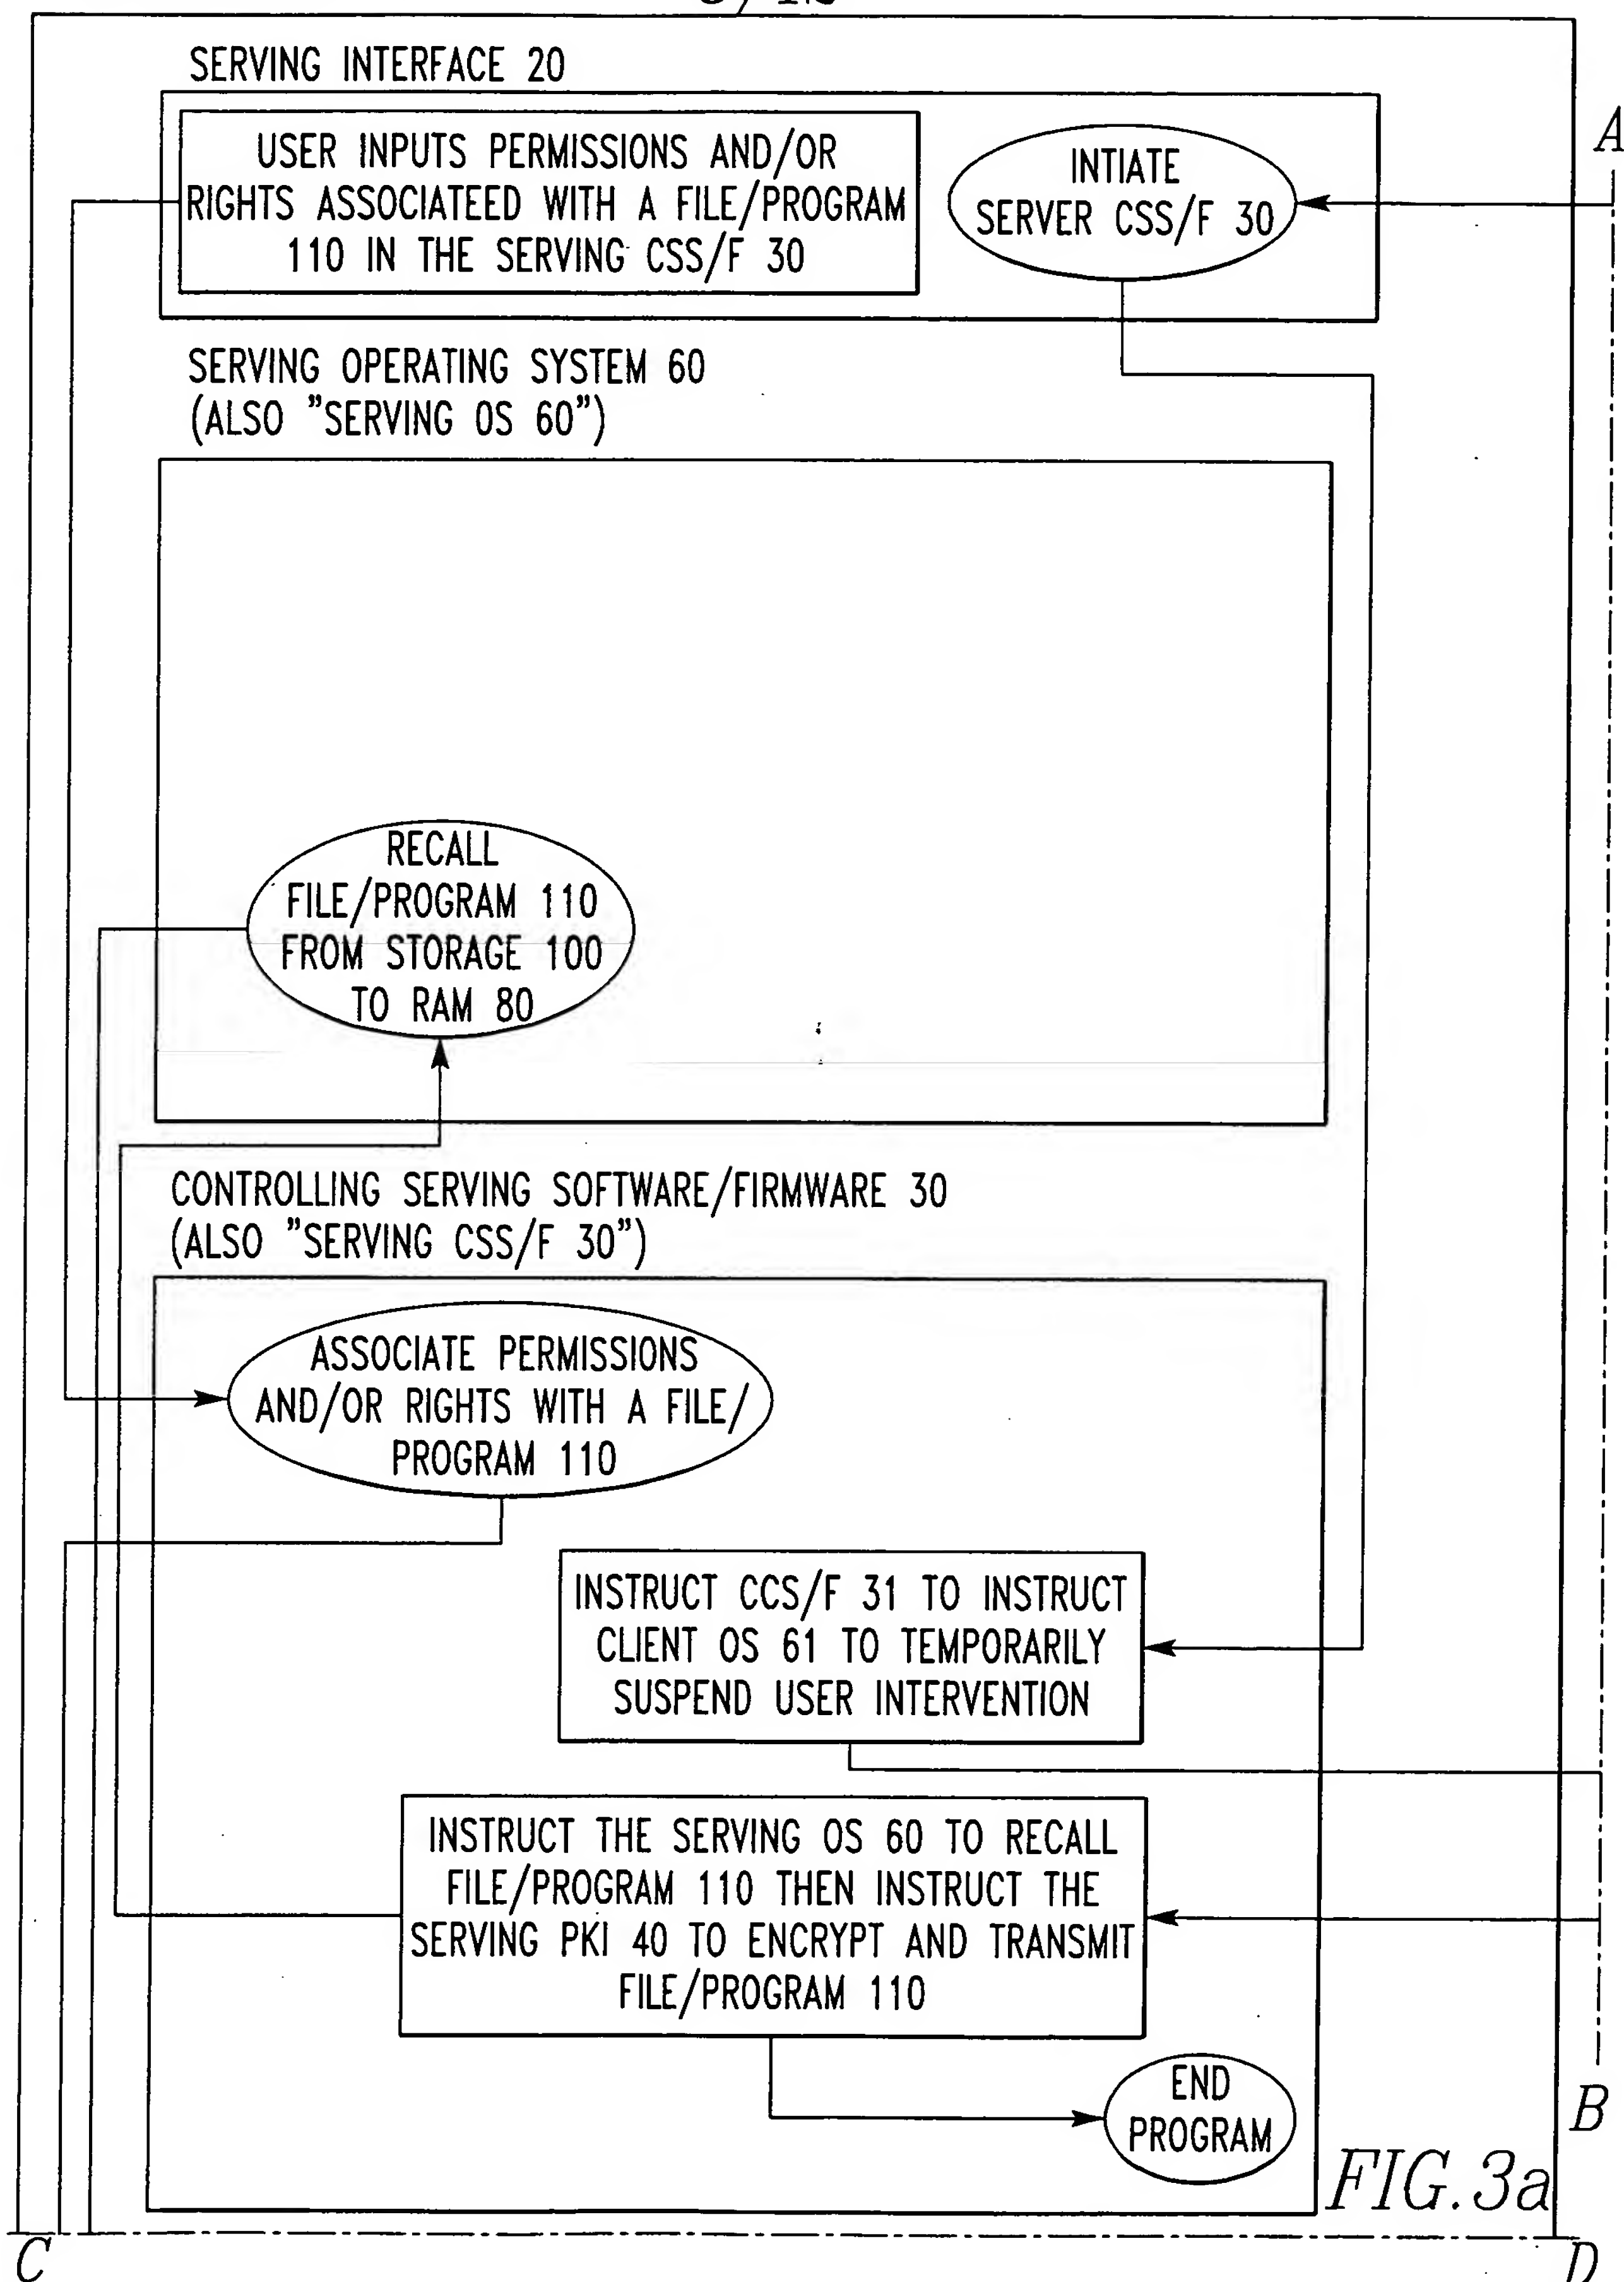 SERVING INTERFACE 20
USER INPUTS PERMISSIONS AND/OR
RIGHTS ASSOCIATEED WITH A FILE/PROGRAM
110 IN THE SERVING CSS/F 30
INTIATE
SERVER CSS/F 30
A
SERVING OPERATING SYSTEM 60
(ALSO "SERVING OS 60")
RECALL
FILE/PROGRAM 110
FROM STORAGE 100
TO RAM 80
CONTROLLING SERVING SOFTWARE/FIRMWARE 30
(ALSO "SERVING CSS/F 30")
ASSOCIATE PERMISSIONS
AND/OR RIGHTS WITH A FILE/
PROGRAM 110
INSTRUCT CCS/F 31 TO INSTRUCT
CLIENT OS 61 TO TEMPORARILY
SUSPEND USER INTERVENTION
INSTRUCT THE SERVING OS 60 TO RECALL
FILE/PROGRAM 110 THEN INSTRUCT THE
SERVING PKI 40 TO ENCRYPT AND TRANSMIT
FILE/PROGRAM 110
END
PROGRAM
B
FIG.3a
C
D